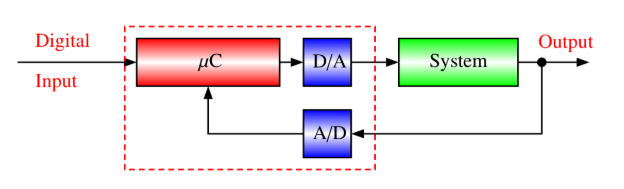 Digital
Input
μC
D/A
System
Output
A/D